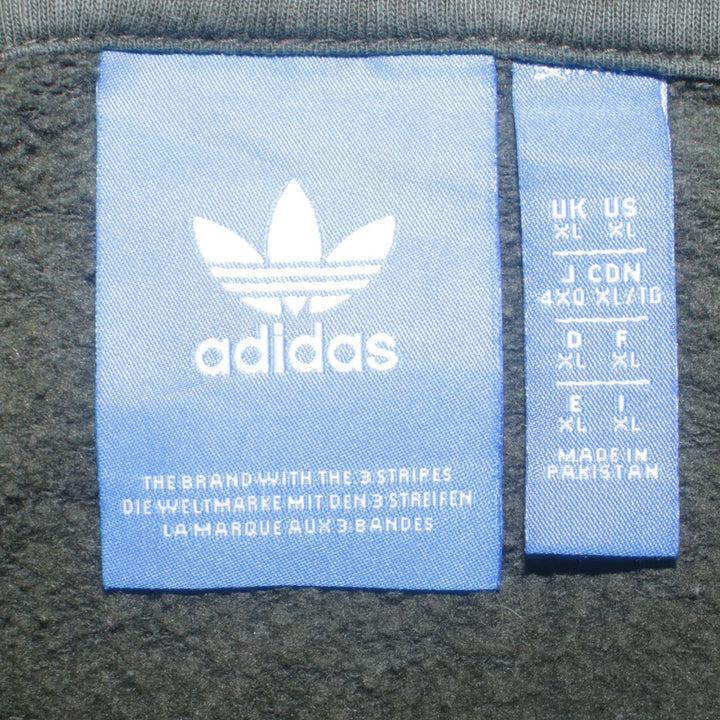 adidas
THE BRAND WITH THE 3 STRIPES
DIE WELTMARKE MIT DEN 3 STREIFEN
LA MARQUE AUX 3 BANDES
UK US
XL XL
J CDN
4XO XL/TG
D F
XL XL
E I
XL XL
MADE IN
PAKISTAN